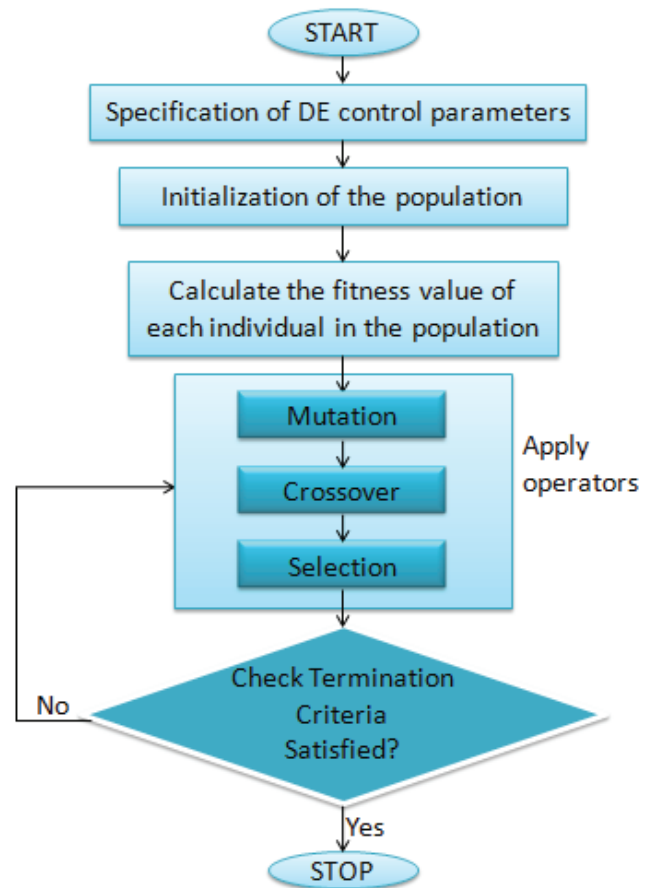 START
Specification of DE control parameters
Initialization of the population
Calculate the fitness value of
each individual in the population
Mutation
Crossover
Selection
Apply
operators
Check Termination
Criteria
Satisfied?
No
Yes
STOP